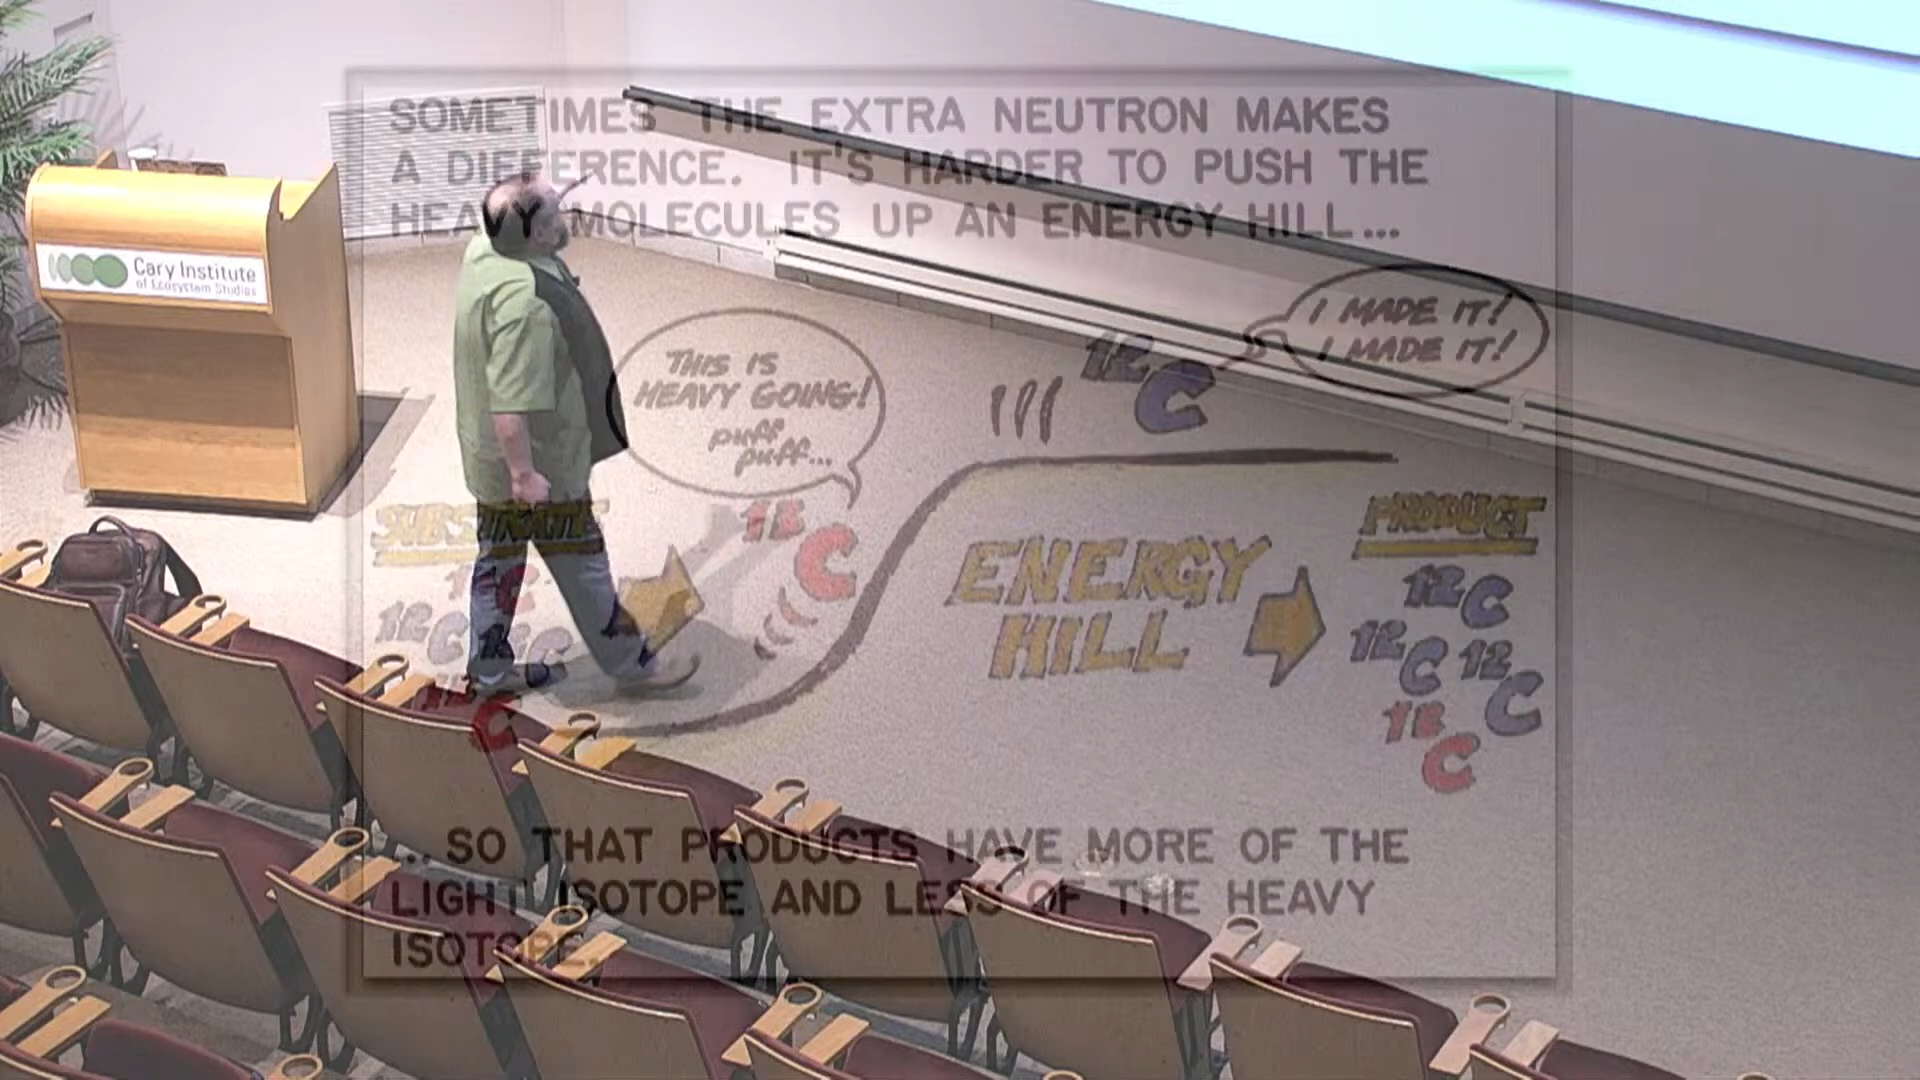 SOMETIMES THE EXTRA NEUTRON MAKES
A DIFFERENCE. IT'S HARDER TO PUSH THE
HEAVY MOLECULES UP AN ENERGY HILL...
Cary Institute
of Ecosystem Studies
I MADE IT!
I MADE IT!
THIS IS
HEAVY GOING!
puff
puff...
12C
SUBSTRATE
13C
PRODUCT
ENERGY
HILL
12C
12C 12C
12C 12C
13C
13C
...SO THAT PRODUCTS HAVE MORE OF THE
LIGHT ISOTOPE AND LESS OF THE HEAVY
ISOTOPE.